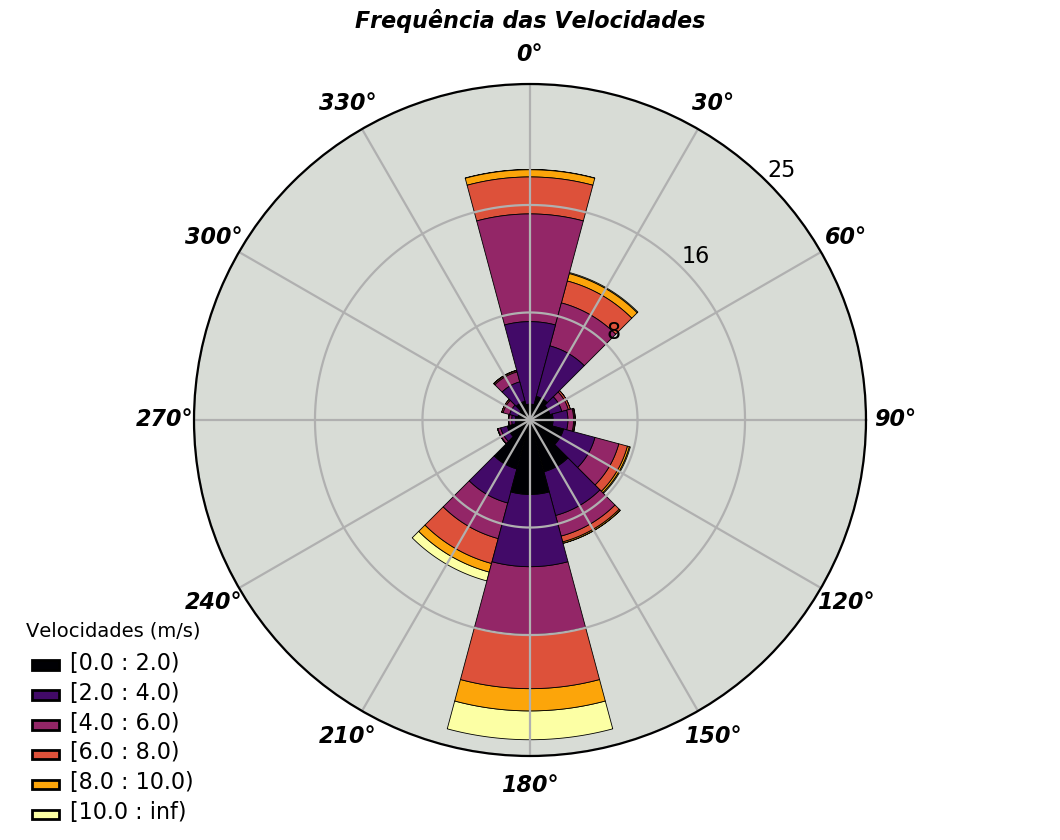 Frequência das Velocidades
0°
330°
30°
25
300°
60°
16
8
270°
90°
240°
120°
210°
150°
180°
Velocidades (m/s)
[0.0 : 2.0)
[2.0 : 4.0)
[4.0 : 6.0)
[6.0 : 8.0)
[8.0 : 10.0)
[10.0 : inf)